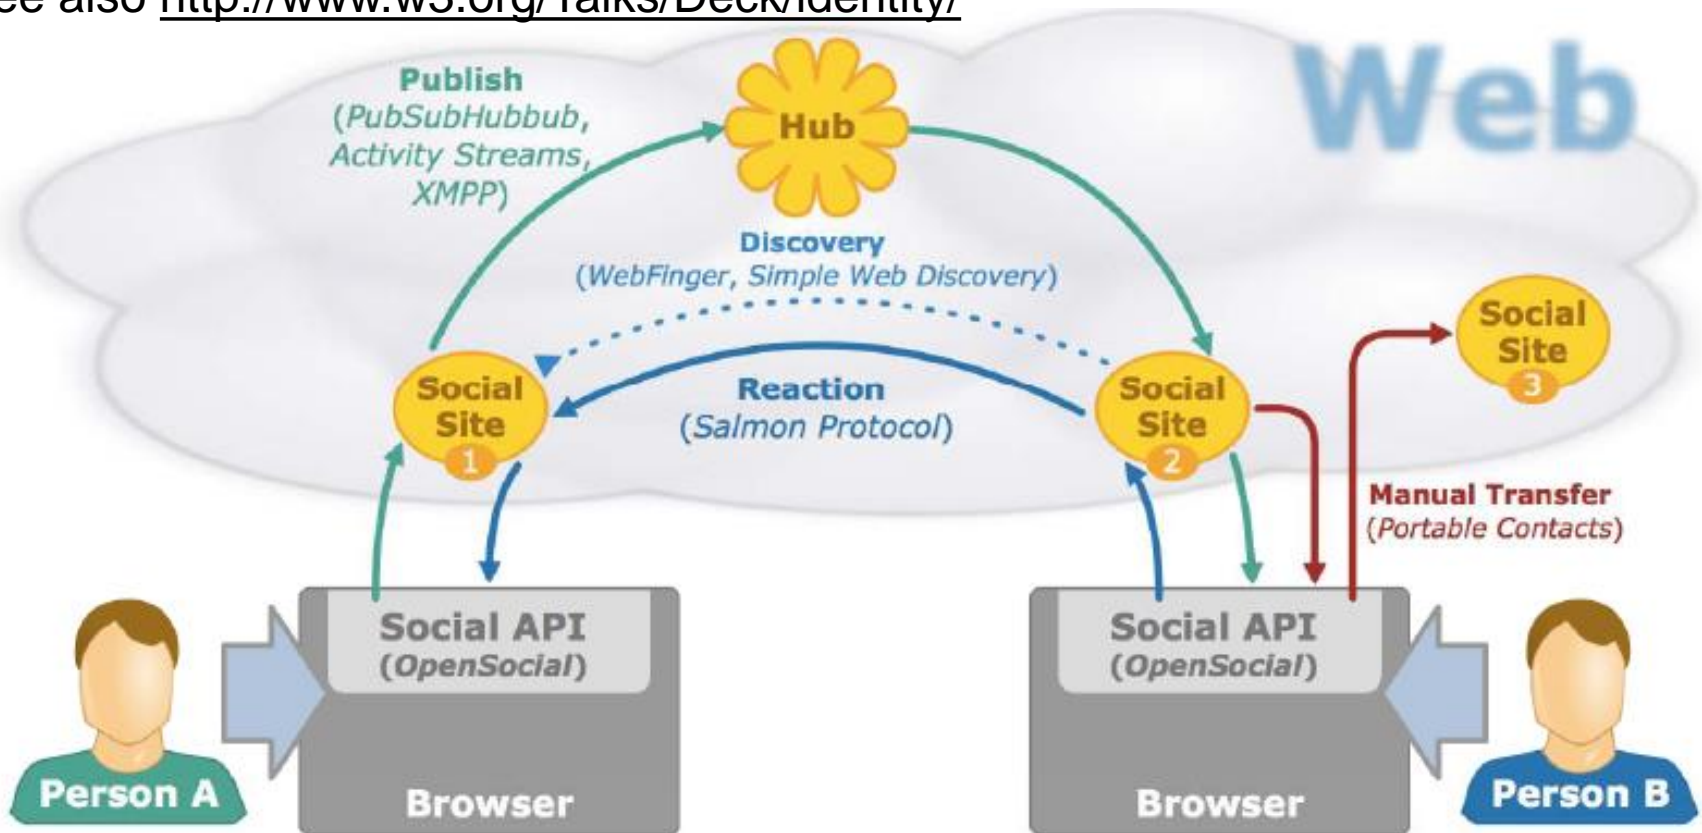 ee also http://www.w3.org/Talks/Deck/Identity/
Web
Publish
(PubSubHubbub,
Activity Streams,
XMPP)
Hub
Discovery
(WebFinger, Simple Web Discovery)
Social
Site
1
Reaction
(Salmon Protocol)
Social
Site
2
Social
Site
3
Manual Transfer
(Portable Contacts)
Social API
(OpenSocial)
Browser
Person A
Social API
(OpenSocial)
Browser
Person B